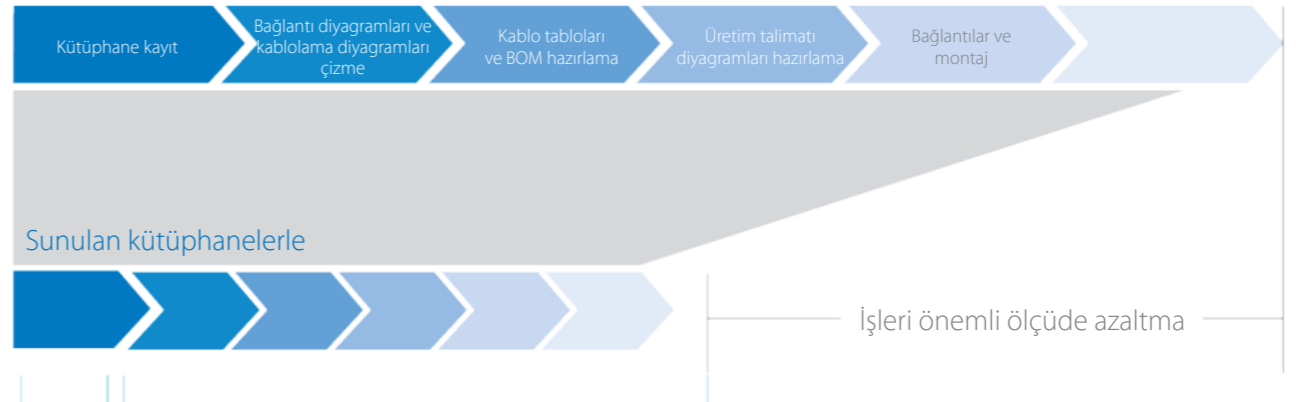 Kütüphane kayıt
Bağlantı diyagramları ve
kablolama diyagramları
çizme
Kablo tabloları
ve BOM hazırlama
Üretim talimatı
diyagramları hazırlama
Bağlantılar ve
montaj
Sunulan kütüphanelerle
İşleri önemli ölçüde azaltma